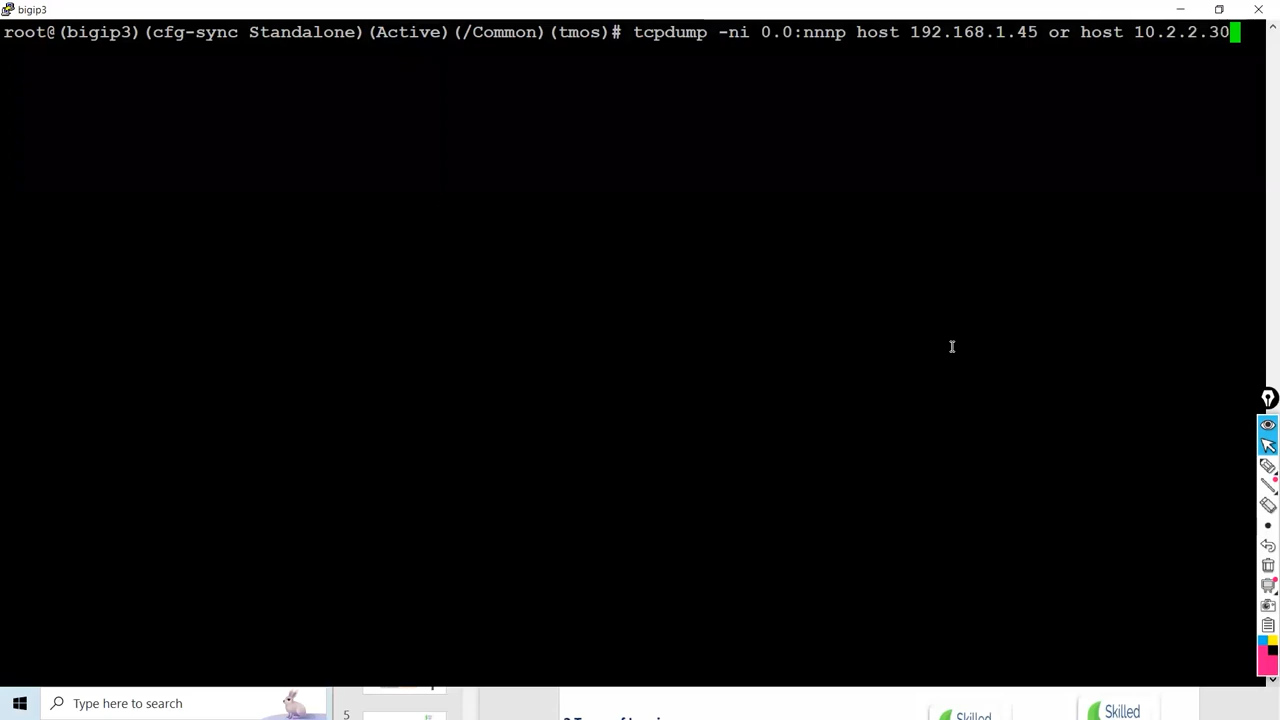 bigip3
root@(bigip3)(cfg-sync Standalone)(Active)(/Common)(tmos)# tcpdump -ni 0.0:nnnp host 192.168.1.45 or host 10.2.2.30
Type here to search
5
Skilled
Skilled